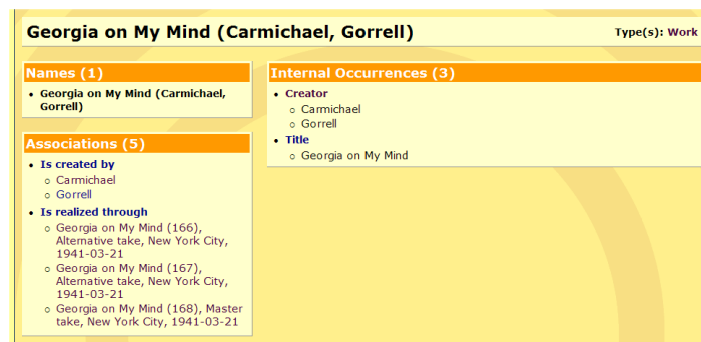 Georgia on My Mind (Carmichael, Gorrell)
Type(s): Work
Names (1)
Georgia on My Mind (Carmichael,
Gorrell)
Associations (5)
Is created by
Carmichael
Gorrell
Is realized through
Georgia on My Mind (166),
Alternative take, New York City,
1941-03-21
Georgia on My Mind (167),
Alternative take, New York City,
1941-03-21
Georgia on My Mind (168), Master
take, New York City, 1941-03-21
Internal Occurrences (3)
Creator
Carmichael
Gorrell
Title
Georgia on My Mind